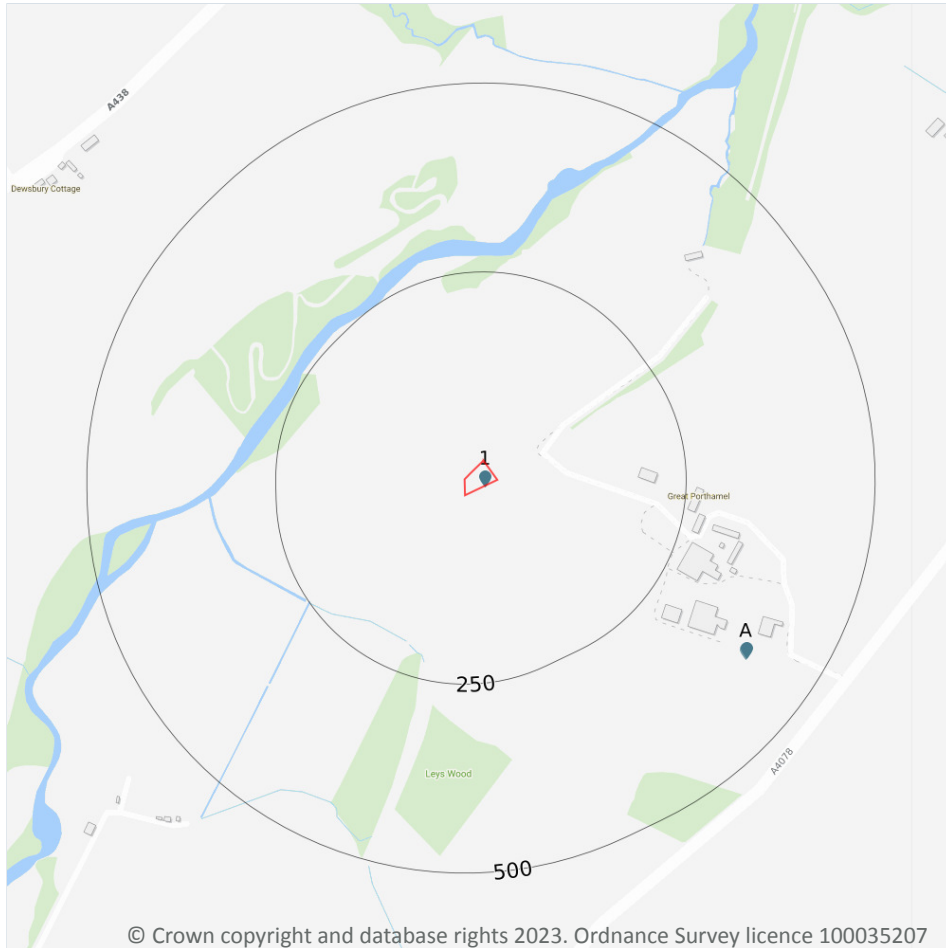 A438
Dewsbury Cottage
1
Great Porthamel
A
250
Leys Wood
A4078
500
© Crown copyright and database rights 2023. Ordnance Survey licence 100035207